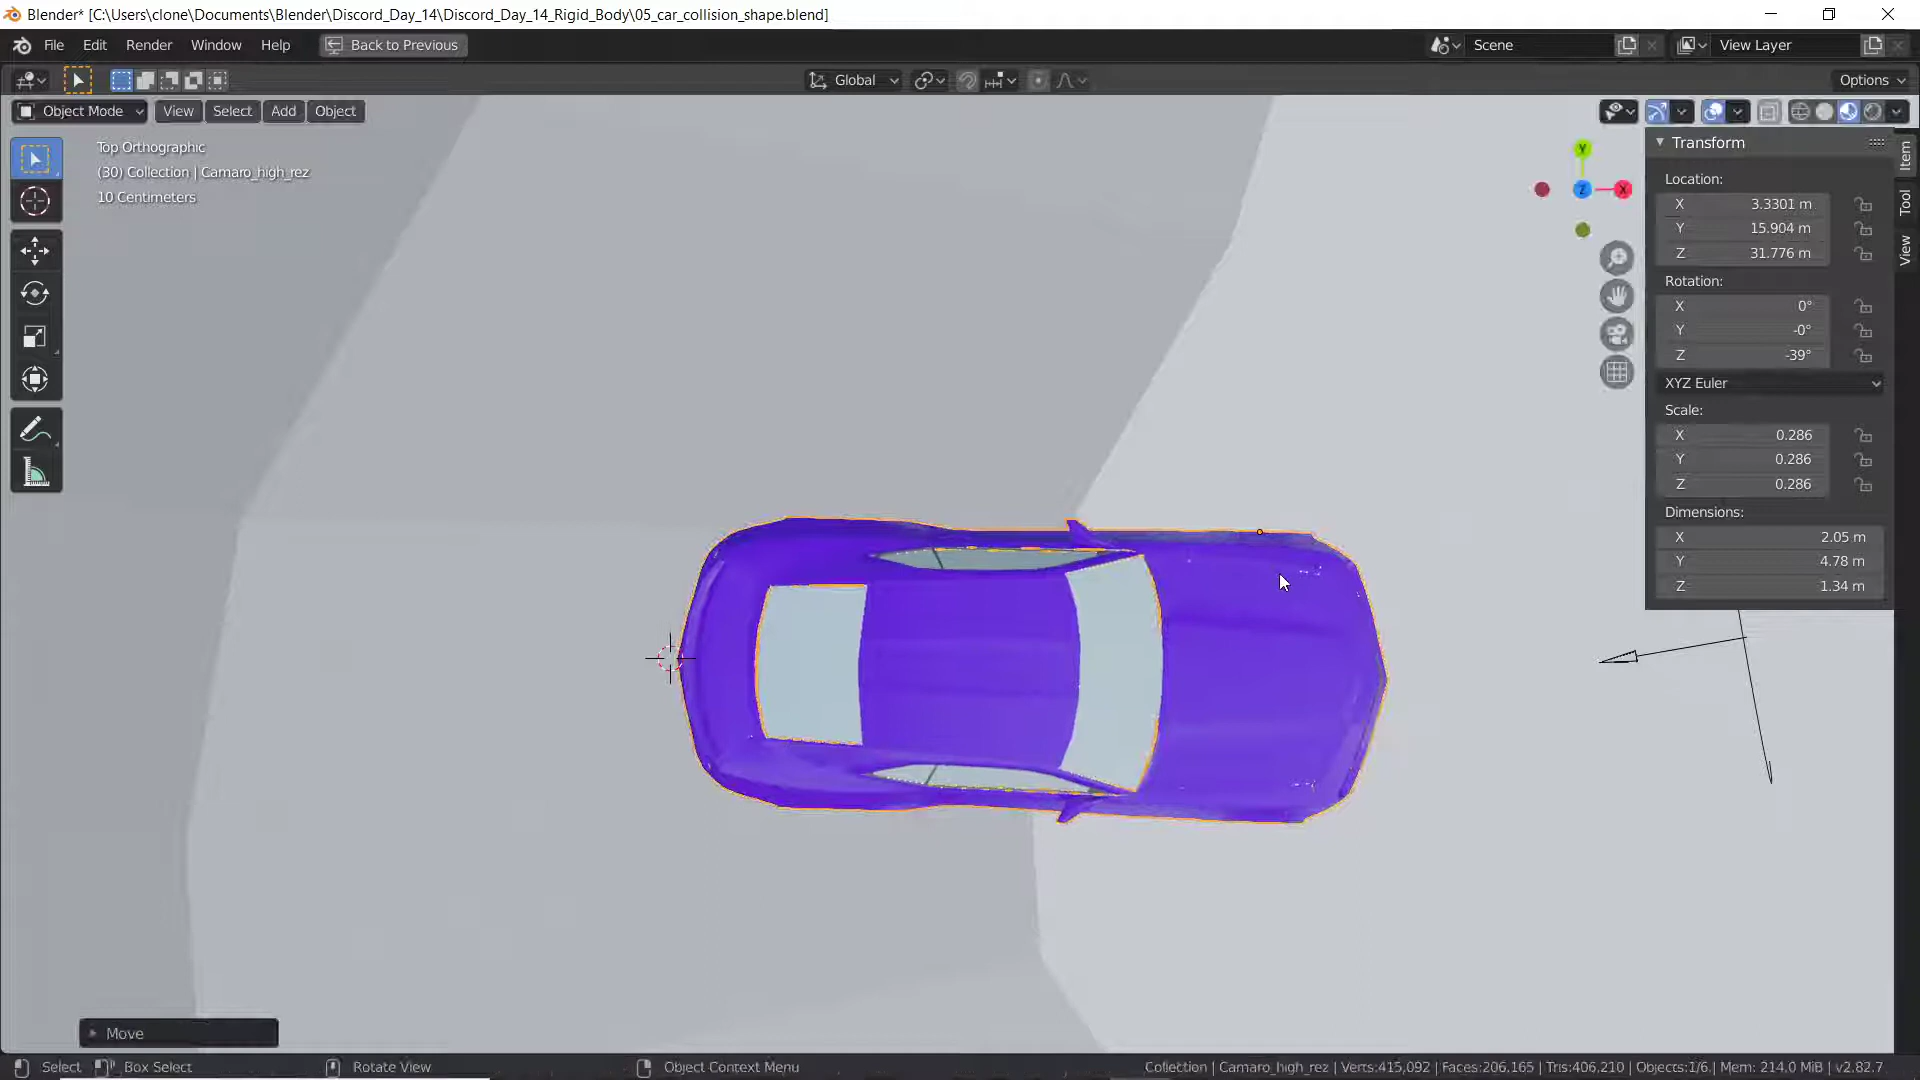 Blender* [C:\Users\clone\Documents\Blender\Discord_Day_14\Discord_Day_14_Rigid_Body\05_car_collision_shape.blend]
File Edit Render Window Help Back to Previous Scene View Layer
Global Options
Object Mode View Select Add Object
Top Orthographic
(30) Collection | Camaro_high_rez
10 Centimeters
Y
Z
X
Transform
Location:
X 3.3301 m
Y 15.904 m
Z 31.776 m
Rotation:
X 0°
Y -0°
Z -39°
XYZ Euler
Scale:
X 0.286
Y 0.286
Z 0.286
Dimensions:
X 2.05 m
Y 4.78 m
Z 1.34 m
Item
Tool
View
Move
Select Box Select Rotate View Object Context Menu Collection | Camaro_high_rez | Verts:415,092 | Faces:206,165 | Tris:406,210 | Objects:1/6 | Mem: 214.0 MiB | v2.82.7